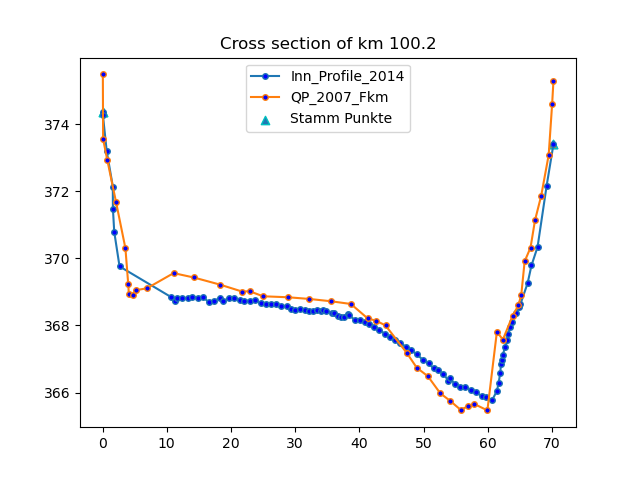 Cross section of km 100.2
Inn_Profile_2014
QP_2007_Fkm
Stamm Punkte
374
372
370
368
366
0 10 20 30 40 50 60 70